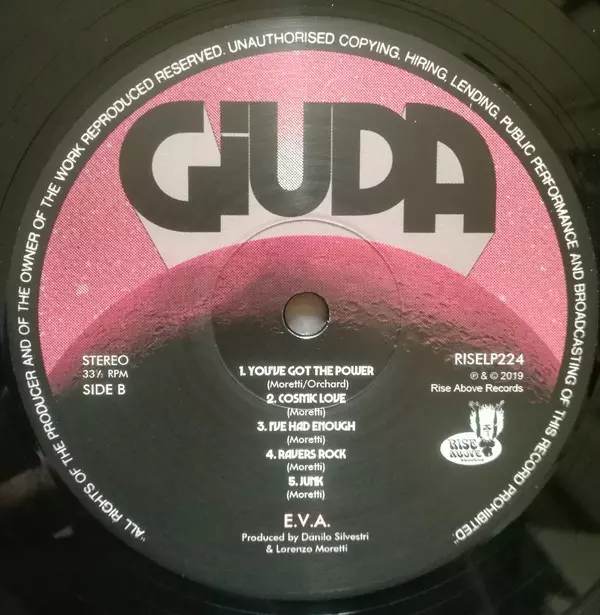 "ALL RIGHTS OF THE PRODUCER AND OF THE OWNER OF THE WORK REPRODUCED RESERVED. UNAUTHORISED COPYING, HIRING, LENDING, PUBLIC PERFORMANCE AND BROADCASTING OF THIS RECORD PROHIBITED."
GIUDA
STEREO
33⅓ RPM
SIDE B
1. YOU'VE GOT THE POWER
(Moretti/Orchard)
2. COSMIC LOVE
(Moretti)
3. I'VE HAD ENOUGH
(Moretti)
4. RAVERS ROCK
(Moretti)
5. JUNK
(Moretti)
RISELP224
℗ & © 2019
Rise Above Records
RISE
ABOVE
E.V.A.
Produced by Danilo Silvestri
& Lorenzo Moretti